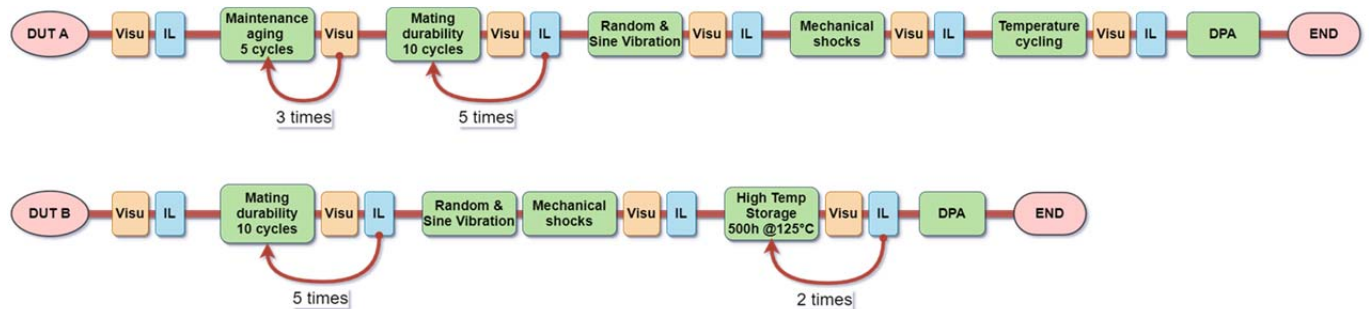 DUT A
Visu
IL
Maintenance
aging
5 cycles
Visu
Mating
durability
10 cycles
Visu
IL
Random &
Sine Vibration
Visu
IL
Mechanical
shocks
Visu
IL
Temperature
cycling
Visu
IL
DPA
END
3 times
5 times
DUT B
Visu
IL
Mating
durability
10 cycles
Visu
IL
Random &
Sine Vibration
Mechanical
shocks
Visu
IL
High Temp
Storage
500h @125°C
Visu
IL
DPA
END
5 times
2 times